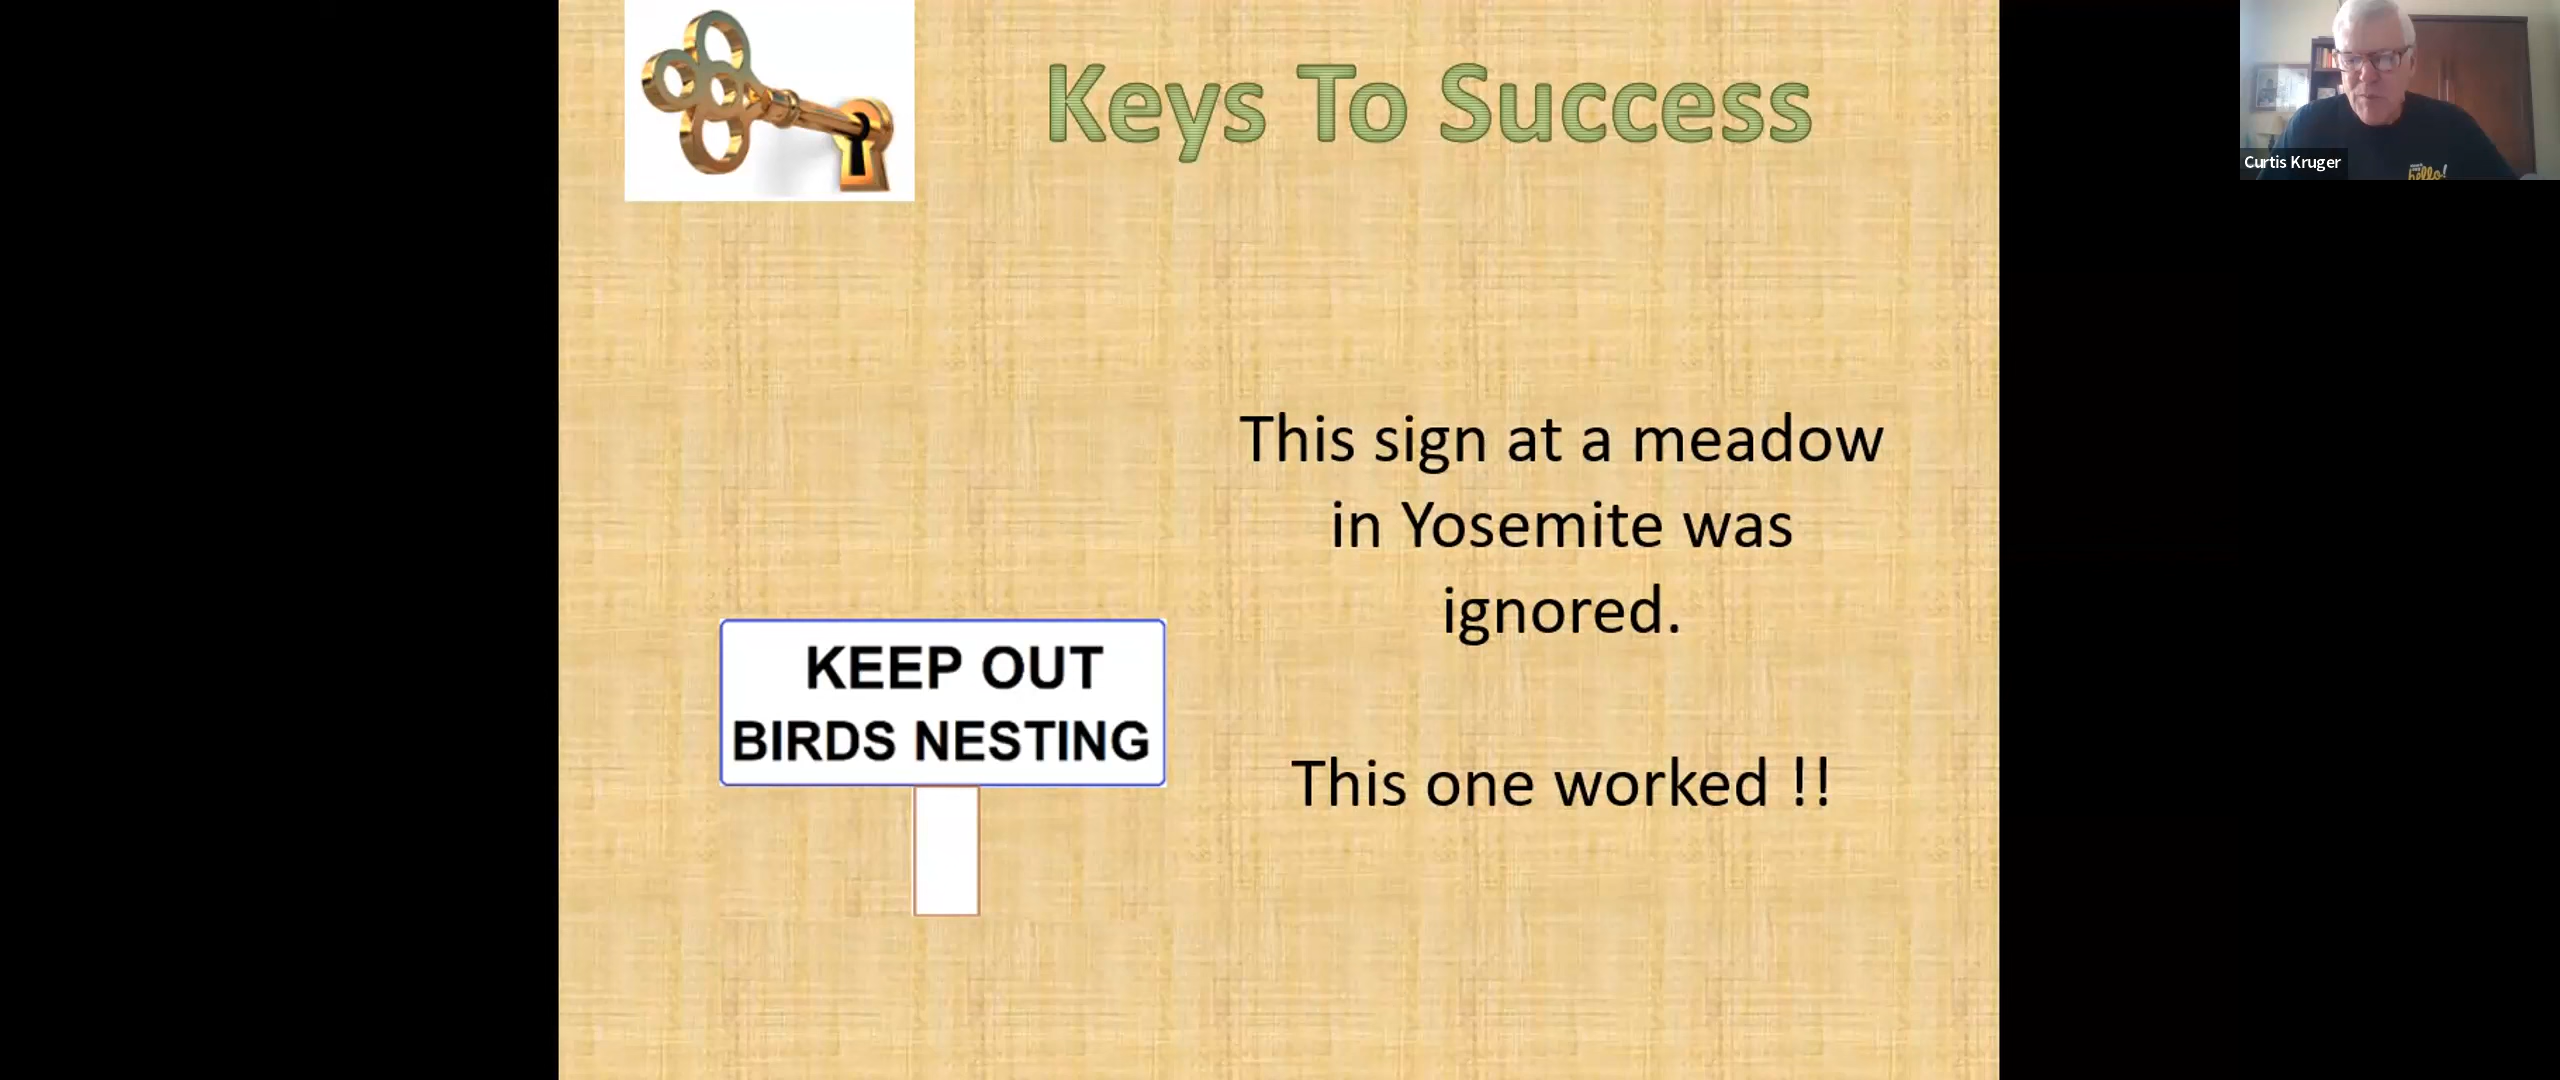 Keys To Success
Curtis Kruger
hello!
This sign at a meadow
in Yosemite was
ignored.
KEEP OUT
BIRDS NESTING
This one worked !!